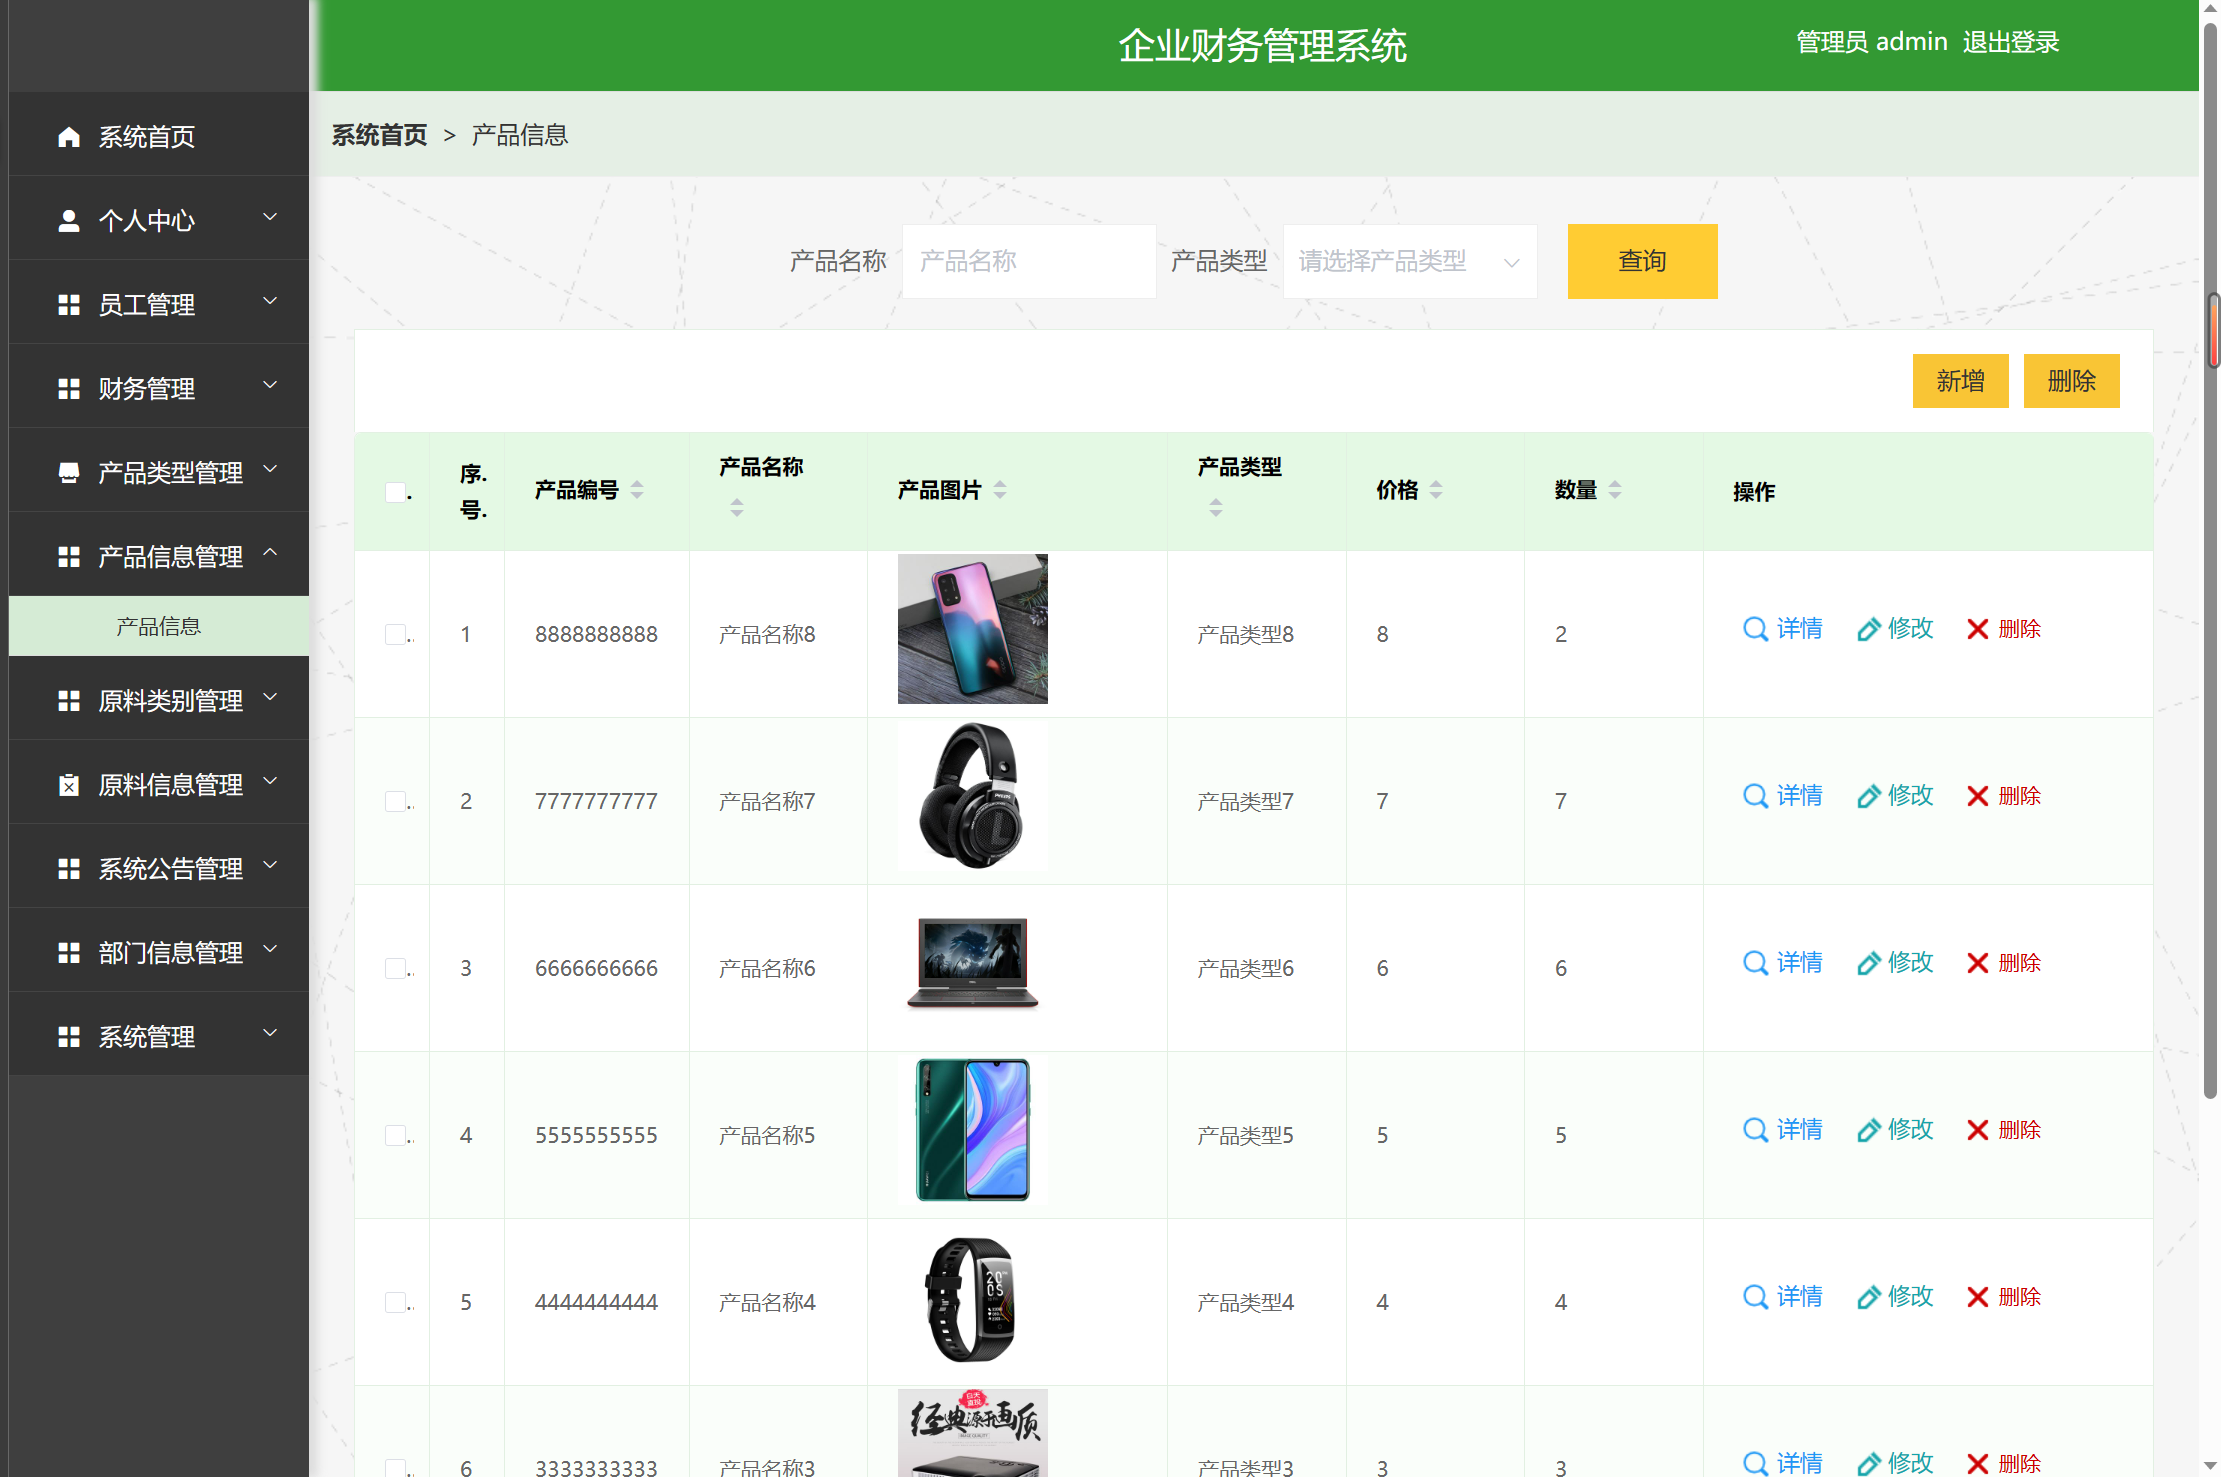 企业财务管理系统
管理员 admin 退出登录
系统首页
个人中心
员工管理
财务管理
产品类型管理
产品信息管理
产品信息
原料类别管理
原料信息管理
系统公告管理
部门信息管理
系统管理
系统首页 > 产品信息
产品名称 产品名称 产品类型 请选择产品类型 查询
新增 删除
. 序. 号. 产品编号 产品名称 产品图片 产品类型 价格 数量 操作
.. 1 8888888888 产品名称8 产品类型8 8 2 详情 修改 删除
.. 2 7777777777 产品名称7 产品类型7 7 7 详情 修改 删除
.. 3 6666666666 产品名称6 产品类型6 6 6 详情 修改 删除
.. 4 5555555555 产品名称5 产品类型5 5 5 详情 修改 删除
.. 5 4444444444 产品名称4 产品类型4 4 4 详情 修改 删除
经典源于画质
.. 6 3333333333 产品名称3 产品类型3 3 3 详情 修改 删除